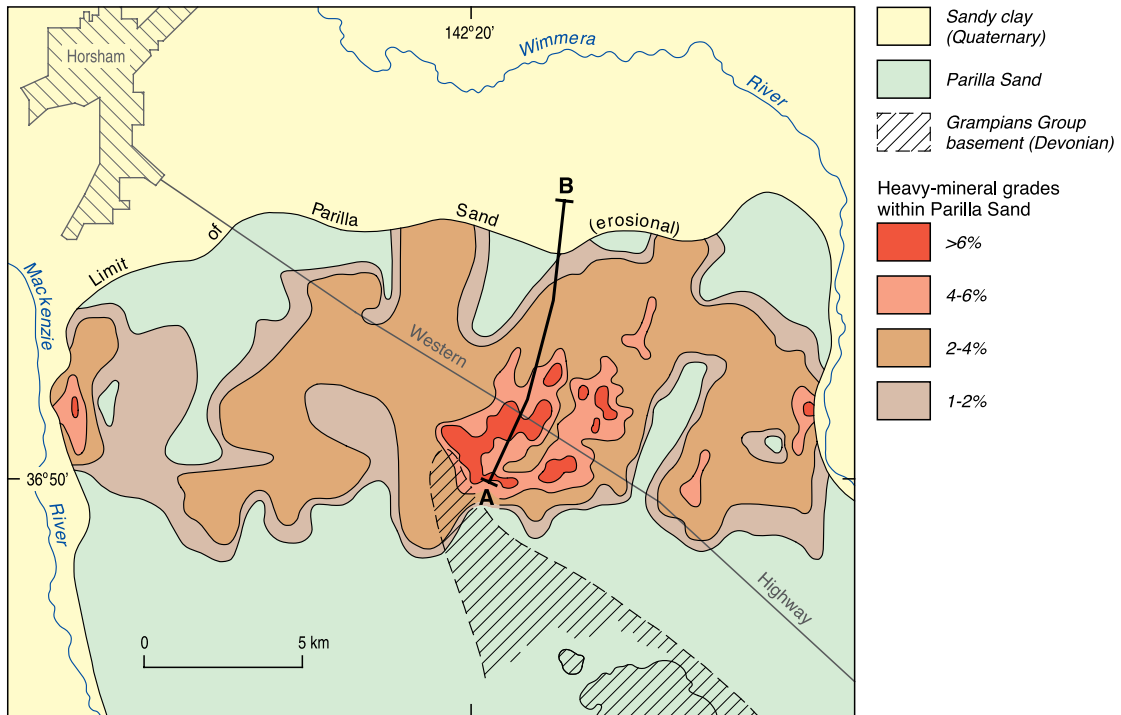 142°20'
Horsham
Wimmera
River
B
Limit of Parilla Sand (erosional)
Mackenzie
River
Western
Highway
36°50'
A
0 5 km
Sandy clay
(Quaternary)
Parilla Sand
Grampians Group
basement (Devonian)
Heavy-mineral grades
within Parilla Sand
>6%
4-6%
2-4%
1-2%